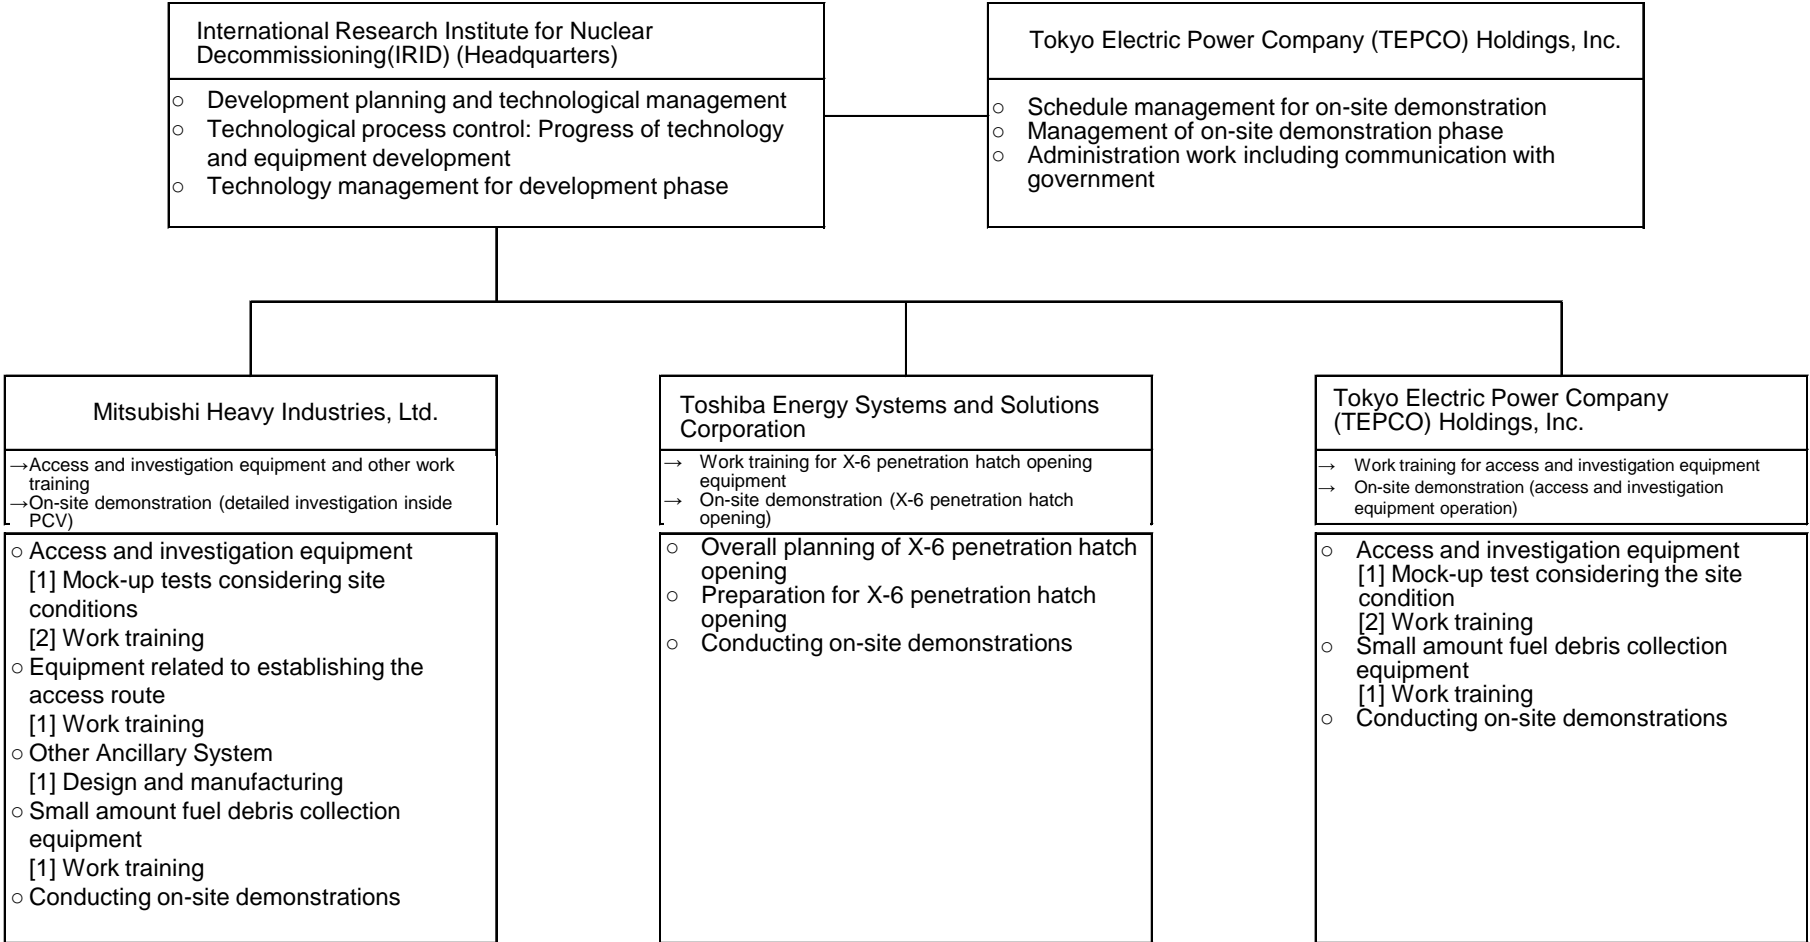 International Research Institute for Nuclear
Decommissioning(IRID) (Headquarters)
○ Development planning and technological management
○ Technological process control: Progress of technology
and equipment development
○ Technology management for development phase
Tokyo Electric Power Company (TEPCO) Holdings, Inc.
○ Schedule management for on-site demonstration
○ Management of on-site demonstration phase
○ Administration work including communication with
government
Mitsubishi Heavy Industries, Ltd.
→Access and investigation equipment and other work
training
→On-site demonstration (detailed investigation inside
PCV)
○ Access and investigation equipment
[1] Mock-up tests considering site
conditions
[2] Work training
○ Equipment related to establishing the
access route
[1] Work training
○ Other Ancillary System
[1] Design and manufacturing
○ Small amount fuel debris collection
equipment
[1] Work training
○ Conducting on-site demonstrations
Toshiba Energy Systems and Solutions
Corporation
→ Work training for X-6 penetration hatch opening
equipment
→ On-site demonstration (X-6 penetration hatch
opening)
○ Overall planning of X-6 penetration hatch
opening
○ Preparation for X-6 penetration hatch
opening
○ Conducting on-site demonstrations
Tokyo Electric Power Company
(TEPCO) Holdings, Inc.
→ Work training for access and investigation equipment
→ On-site demonstration (access and investigation
equipment operation)
○ Access and investigation equipment
[1] Mock-up test considering the site
condition
[2] Work training
○ Small amount fuel debris collection
equipment
[1] Work training
○ Conducting on-site demonstrations